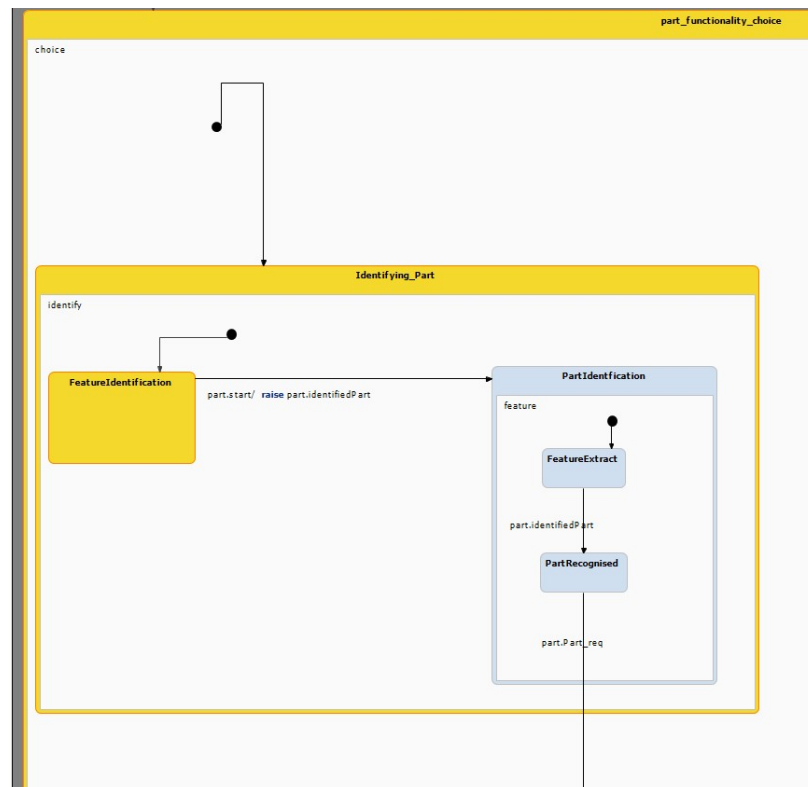 part_functionality_choice
choice
Identifying_Part
identify
FeatureIdentification
part.start/ raise part.identifiedPart
PartIdentfication
feature
FeatureExtract
part.identifiedPart
PartRecognised
part.Part_req